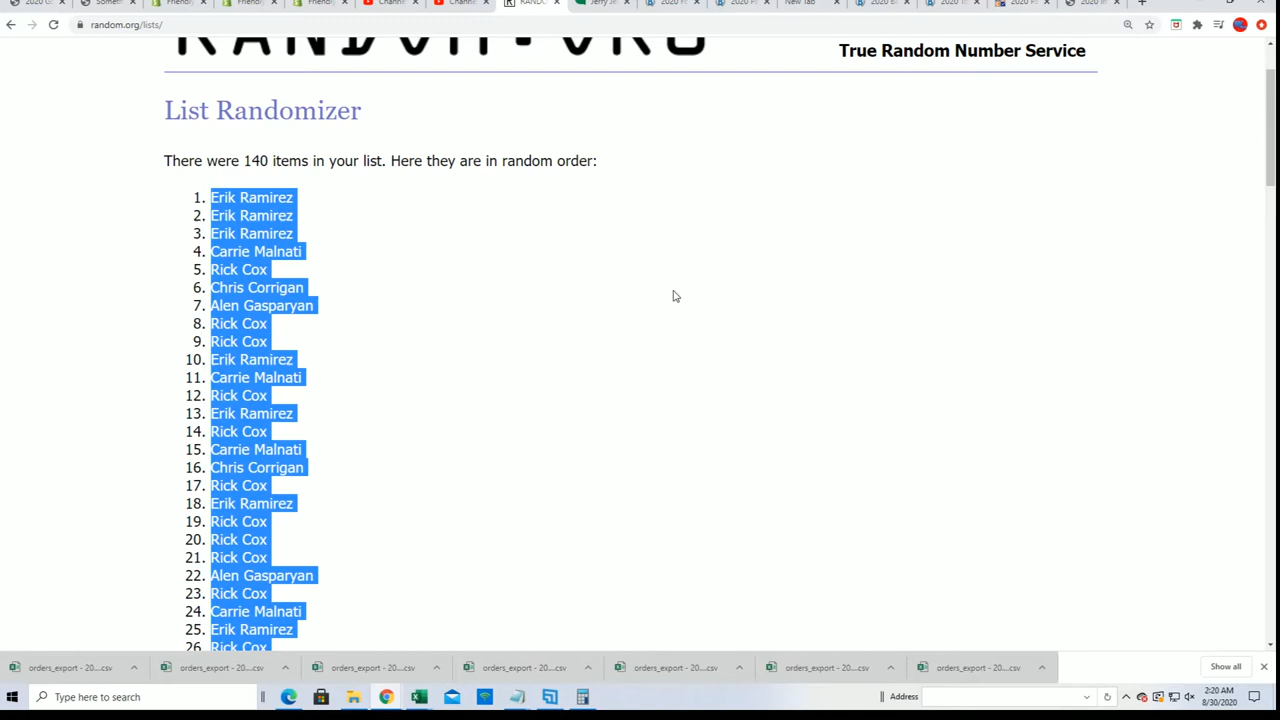 random.org/lists/
RANDOM.ORG
True Random Number Service
List Randomizer
There were 140 items in your list. Here they are in random order:
1. Erik Ramirez
2. Erik Ramirez
3. Erik Ramirez
4. Carrie Malnati
5. Rick Cox
6. Chris Corrigan
7. Alen Gasparyan
8. Rick Cox
9. Rick Cox
10. Erik Ramirez
11. Carrie Malnati
12. Rick Cox
13. Erik Ramirez
14. Rick Cox
15. Carrie Malnati
16. Chris Corrigan
17. Rick Cox
18. Erik Ramirez
19. Rick Cox
20. Rick Cox
21. Rick Cox
22. Alen Gasparyan
23. Rick Cox
24. Carrie Malnati
25. Erik Ramirez
26. Rick Cox
orders_export - 20....csv orders_export - 20....csv orders_export - 20....csv orders_export - 20....csv orders_export - 20....csv orders_export - 20....csv orders_export - 20....csv Show all
Type here to search
Address
2:20 AM
8/30/2020